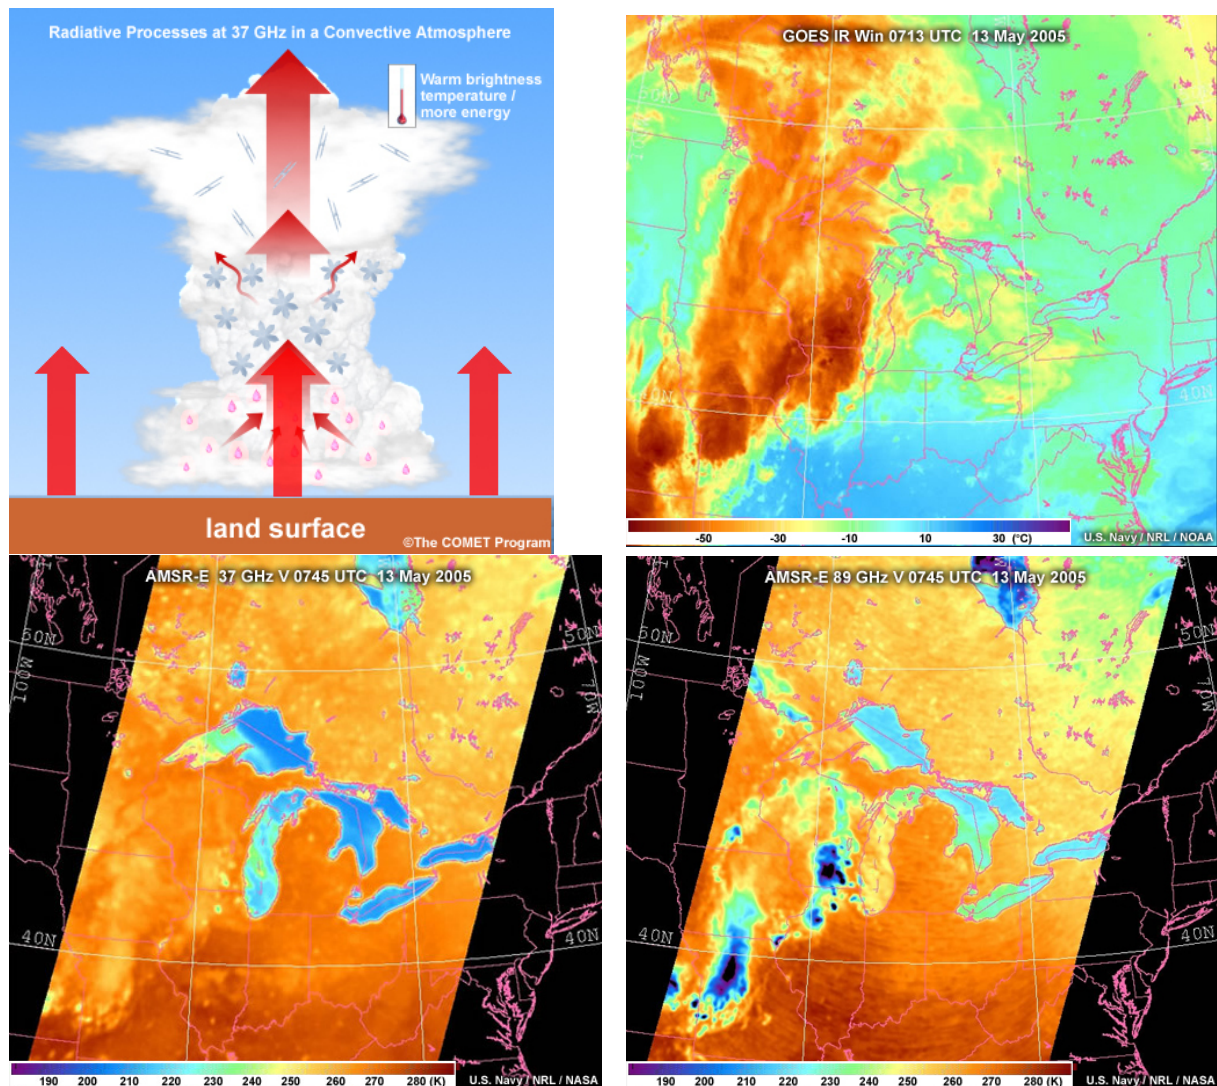 Radiative Processes at 37 GHz in a Convective Atmosphere
Warm brightness
temperature /
more energy
land surface
©The COMET Program
GOES IR Win 0713 UTC 13 May 2005
50N
40N
-50 -30 -10 10 30 (°C)
U.S. Navy / NRL / NOAA
AMSR-E 37 GHz V 0745 UTC 13 May 2005
50N
50N
100W
70W
40N
40N
190 200 210 220 230 240 250 260 270 280 (K)
U.S. Navy / NRL / NASA
AMSR-E 89 GHz V 0745 UTC 13 May 2005
50N
50N
100W
70W
40N
40N
190 200 210 220 230 240 250 260 270 280 (K)
U.S. Navy / NRL / NASA